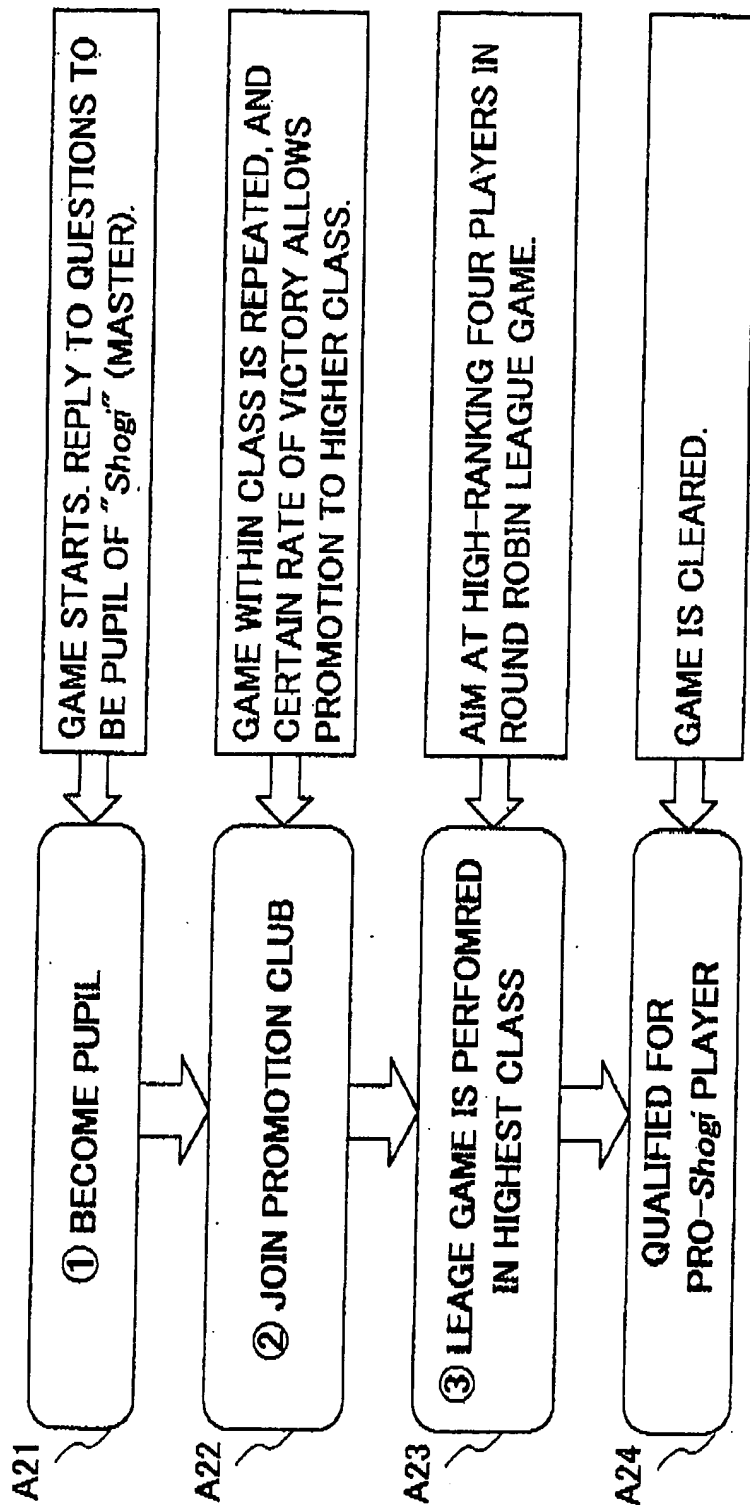 A21
① BECOME PUPIL
GAME STARTS. REPLY TO QUESTIONS TO
BE PUPIL OF "Shogi" (MASTER).
A22
② JOIN PROMOTION CLUB
GAME WITHIN CLASS IS REPEATED, AND
CERTAIN RATE OF VICTORY ALLOWS
PROMOTION TO HIGHER CLASS.
A23
③ LEAGE GAME IS PERFOMRED
IN HIGHEST CLASS
AIM AT HIGH-RANKING FOUR PLAYERS IN
ROUND ROBIN LEAGUE GAME.
A24
QUALIFIED FOR
PRO-Shogi PLAYER
GAME IS CLEARED.